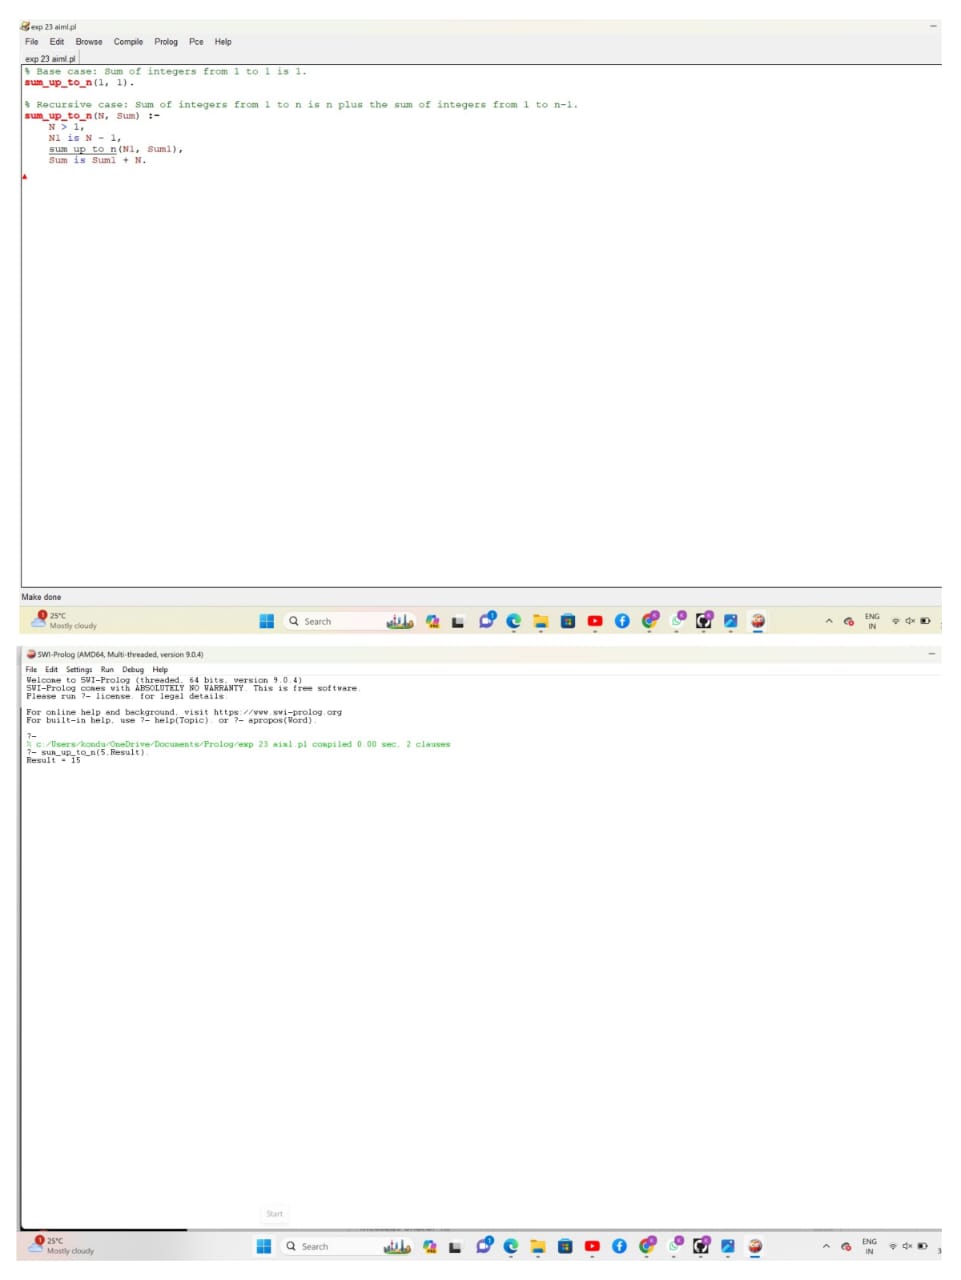 exp 23 aiml.pl
File Edit Browse Compile Prolog Pce Help
exp 23 aiml.pl
% Base case: Sum of integers from 1 to 1 is 1.
sum_up_to_n(1, 1).
% Recursive case: Sum of integers from 1 to n is n plus the sum of integers from 1 to n-1.
sum_up_to_n(N, Sum) :-
N > 1,
N1 is N - 1,
sum_up_to_n(N1, Sum1),
Sum is Sum1 + N.
Make done
1
25°C
Mostly cloudy
Search
ENG
IN
SWI-Prolog (AMD64, Multi-threaded, version 9.0.4)
File Edit Settings Run Debug Help
Welcome to SWI-Prolog (threaded, 64 bits, version 9.0.4)
SWI-Prolog comes with ABSOLUTELY NO WARRANTY. This is free software.
Please run ?- license. for legal details.
For online help and background, visit https://www.swi-prolog.org
For built-in help, use ?- help(Topic). or ?- apropos(Word).
?-
% c:/Users/kondu/OneDrive/Documents/Prolog/exp 23 aiml.pl compiled 0.00 sec, 2 clauses
?- sum_up_to_n(5,Result).
Result = 15
Start
1
25°C
Mostly cloudy
Search
ENG
IN